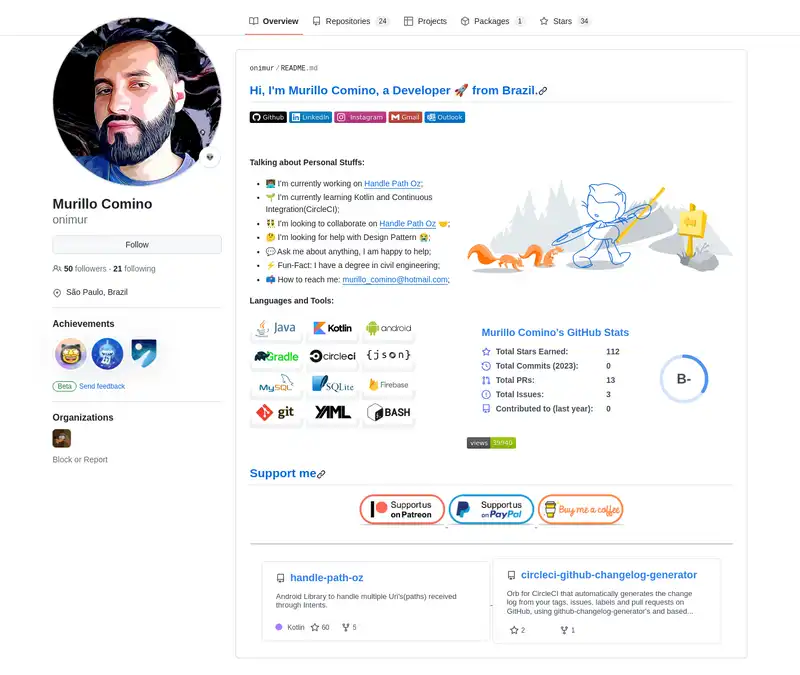 Overview Repositories 24 Projects Packages 1 Stars 34
Murillo Comino
onimur
Follow
50 followers · 21 following
São Paulo, Brazil
Achievements
Beta Send feedback
Organizations
Block or Report
onimur / README.md
Hi, I'm Murillo Comino, a Developer 🚀 from Brazil.
Github LinkedIn Instagram Gmail Outlook
Talking about Personal Stuffs:
I'm currently working on Handle Path Oz;
I'm currently learning Kotlin and Continuous
Integration(CircleCI);
I'm looking to collaborate on Handle Path Oz 🤝;
I'm looking for help with Design Pattern 😭;
Ask me about anything, I am happy to help;
Fun-Fact: I have a degree in civil engineering;
How to reach me: murillo_comino@hotmail.com;
Languages and Tools:
Java Kotlin android
Gradle circleci {json}
MySQL SQLite Firebase
git YAML BASH
Murillo Comino's GitHub Stats
Total Stars Earned: 112
Total Commits (2023): 0
Total PRs: 13
Total Issues: 3
Contributed to (last year): 0
B-
views 39940
Support me
Support us
on Patreon
Support us
on PayPal
Buy me a coffee
handle-path-oz
Android Library to handle multiple Uri's(paths) received
through Intents.
Kotlin 60 5
circleci-github-changelog-generator
Orb for CircleCI that automatically generates the change
log from your tags, issues, labels and pull requests on
GitHub, using github-changelog-generator's and based...
2 1